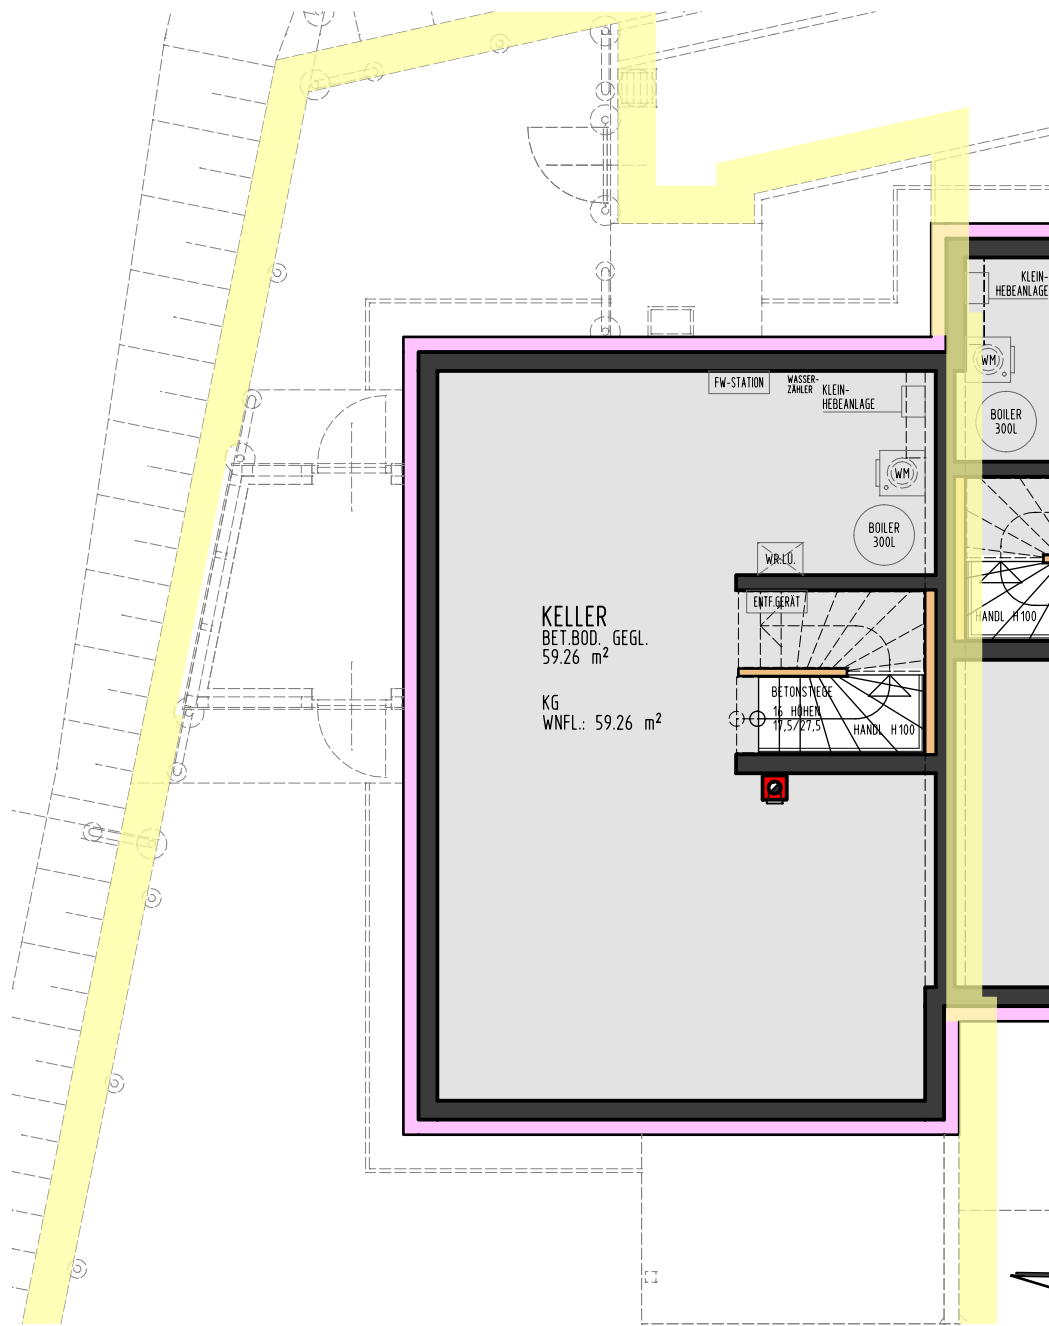 KLEIN-
HEBEANLAGE
WM
BOILER
300L
FW-STATION
WASSER-
ZÄHLER
KLEIN-
HEBEANLAGE
WM
BOILER
300L
WR.LÜ.
ENTF.GERÄT
KELLER
BET.BOD. GEGL.
59.26 m²
KG
WNFL.: 59.26 m²
BETONSTIEGE
16 HÖHEN
17,5/27,5
HANDL H100
HANDL H100